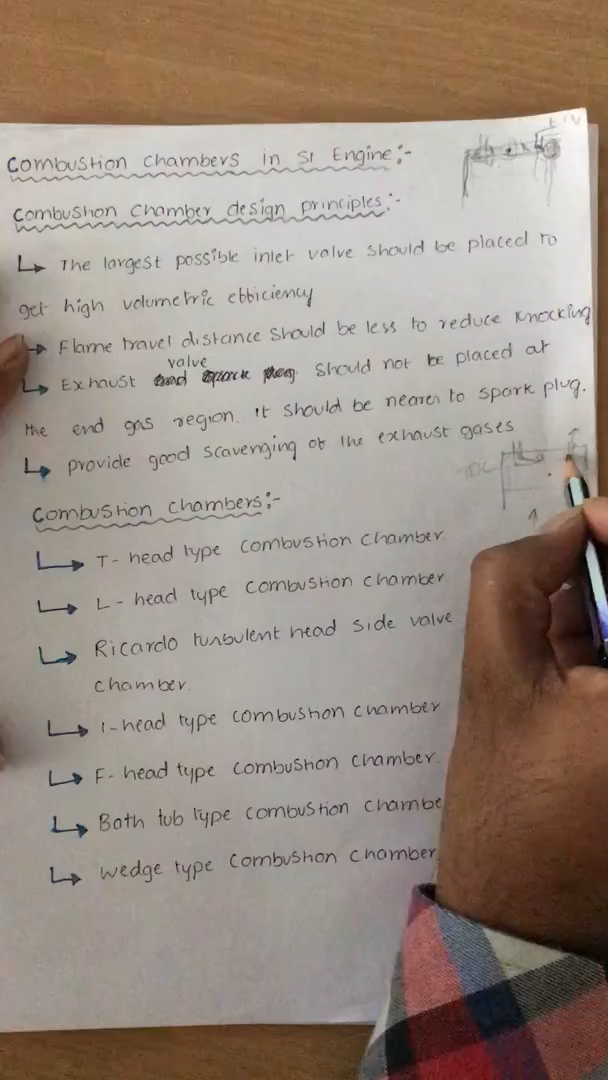 Combustion chambers in SI Engine:-
Combustion chamber design principles:-
↳ The largest possible inlet valve should be placed to
get high volumetric efficiency
↳ Flame travel distance should be less to reduce Knocking
valve
↳ Exhaust should not be placed at
the end gas region. It should be nearer to spark plug.
↳ provide good scavenging of the exhaust gases
Combustion chambers:-
↳ T-head type combustion chamber
↳ L-head type combustion chamber
↳ Ricardo turbulent head side valve
chamber.
↳ I-head type combustion chamber
↳ F-head type combustion chamber.
↳ Bath tub type combustion chambe
↳ wedge type combustion chamber